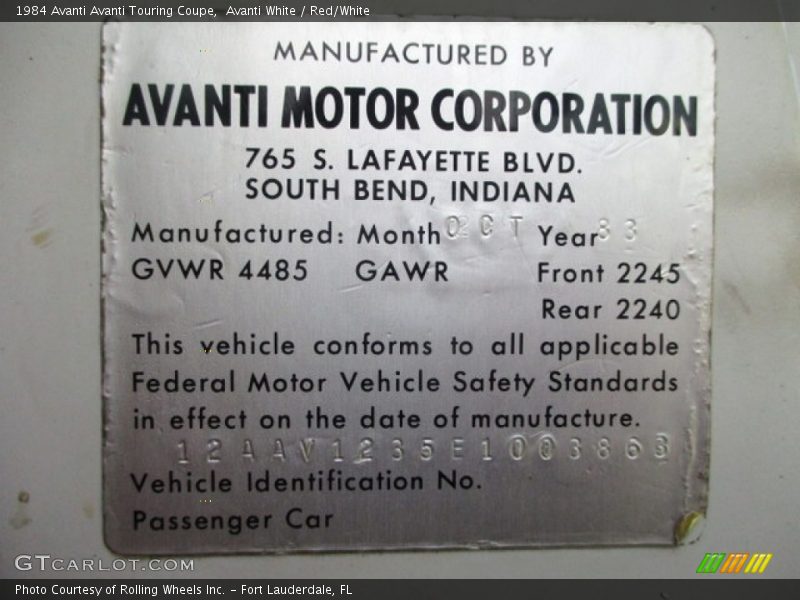 1984 Avanti Avanti Touring Coupe,  Avanti White / Red/White
MANUFACTURED BY
AVANTI MOTOR CORPORATION
765 S. LAFAYETTE BLVD.
SOUTH BEND, INDIANA
Manufactured: Month OCT Year 83
GVWR 4485 GAWR Front 2245
Rear 2240
This vehicle conforms to all applicable
Federal Motor Vehicle Safety Standards
in effect on the date of manufacture.
12AAV1235E1003863
Vehicle Identification No.
Passenger Car
GTCARLOT.COM
Photo Courtesy of Rolling Wheels Inc. – Fort Lauderdale, FL